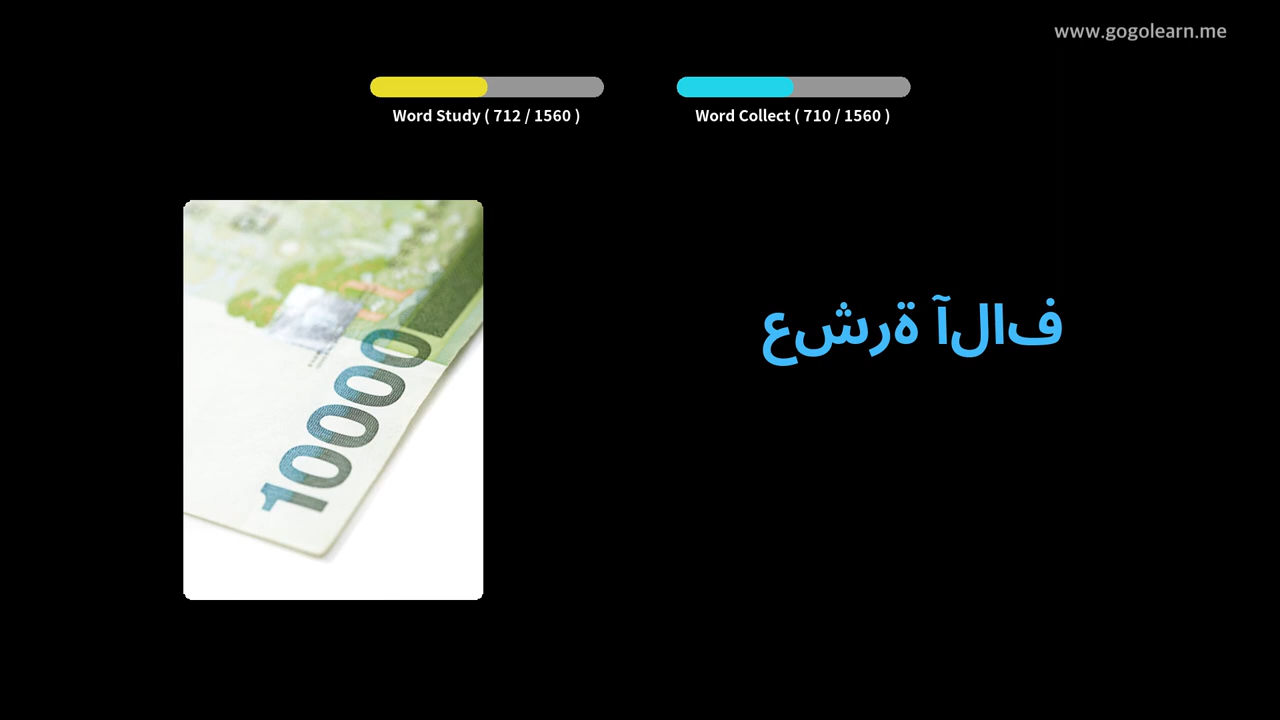 www.gogolearn.me
Word Study ( 712 / 1560 )
Word Collect ( 710 / 1560 )
عشرة آلاف
10000